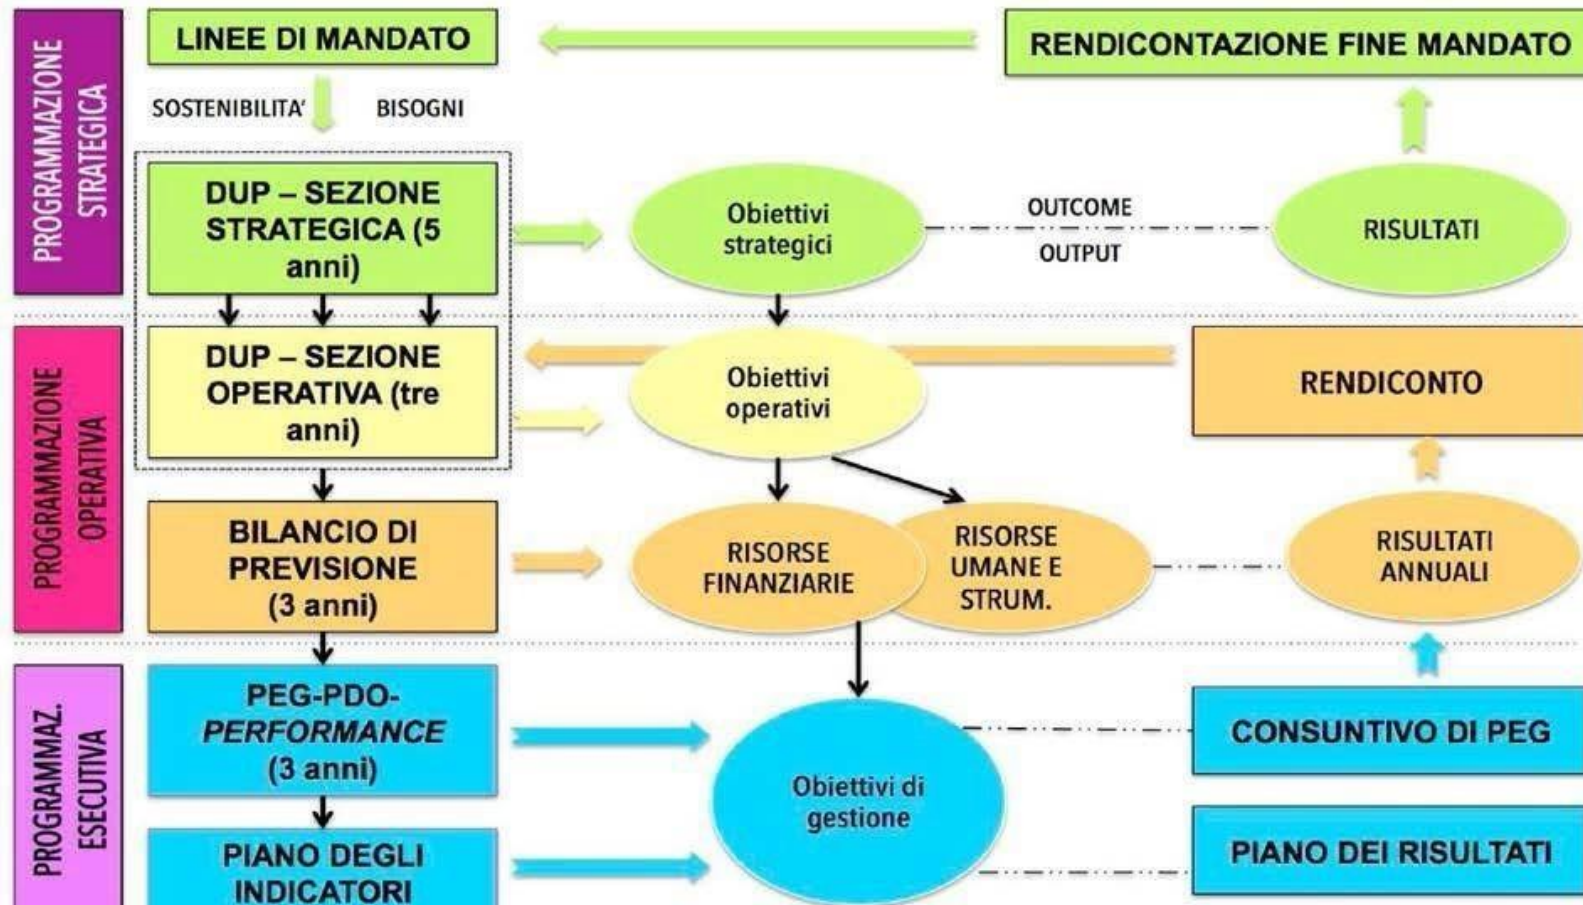 PROGRAMMAZIONE
STRATEGICA
LINEE DI MANDATO
RENDICONTAZIONE FINE MANDATO
SOSTENIBILITA'
BISOGNI
DUP – SEZIONE
STRATEGICA (5
anni)
Obiettivi
strategici
OUTCOME
OUTPUT
RISULTATI
PROGRAMMAZIONE
OPERATIVA
DUP – SEZIONE
OPERATIVA (tre
anni)
Obiettivi
operativi
RENDICONTO
BILANCIO DI
PREVISIONE
(3 anni)
RISORSE
FINANZIARIE
RISORSE
UMANE E
STRUM.
RISULTATI
ANNUALI
PROGRAMMAZ.
ESECUTIVA
PEG-PDO-
PERFORMANCE
(3 anni)
Obiettivi di
gestione
CONSUNTIVO DI PEG
PIANO DEGLI
INDICATORI
PIANO DEI RISULTATI